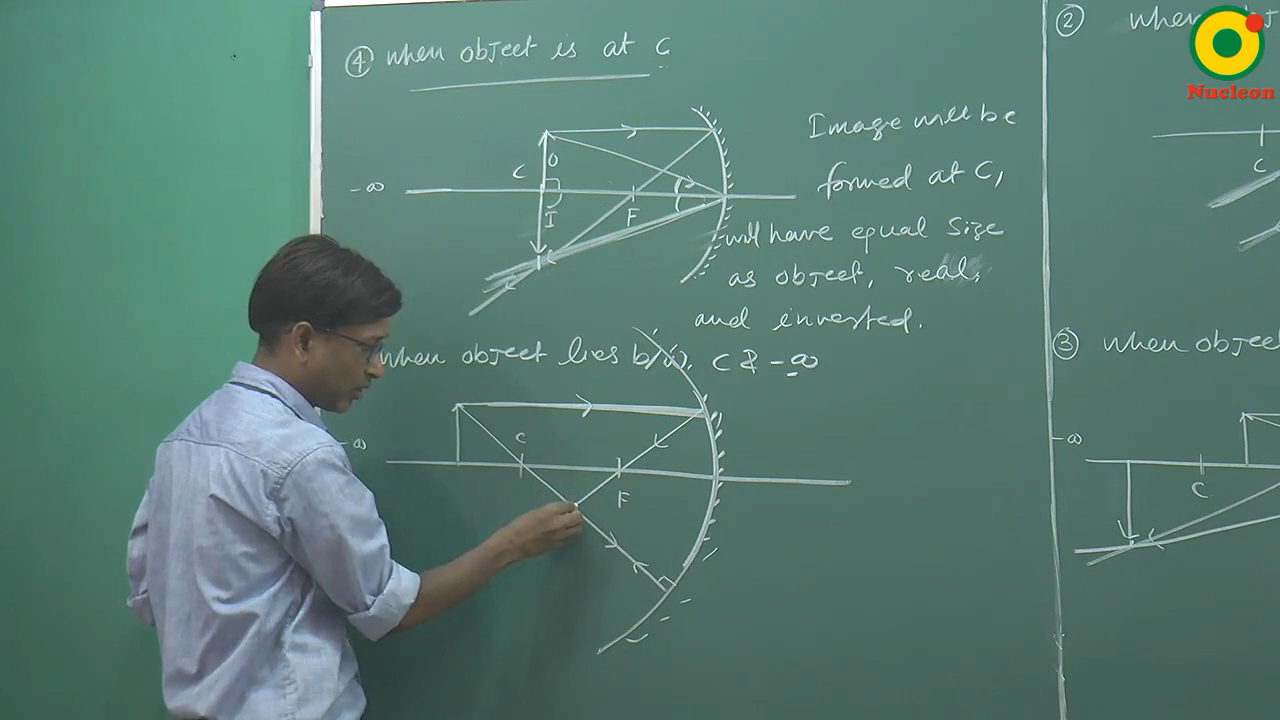 ④ when object is at C
Image will be
formed at C,
will have equal size
as object, real,
and inverted.
C
O
I
F
-∞
when object lies b/w. C & -∞
-∞
C
F
②
when
C
③ when object
-∞
C
Nucleon